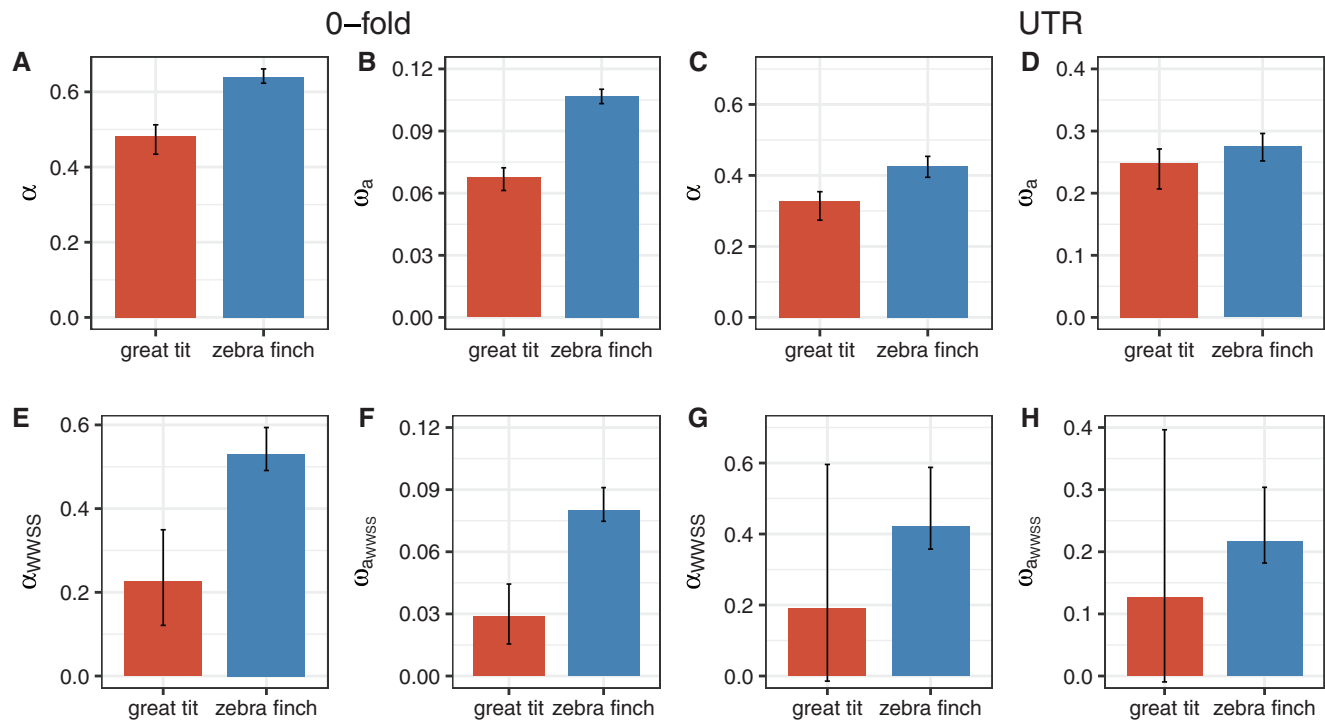 0−fold
UTR
A
α
0.6
0.4
0.2
0.0
great tit
zebra finch
B
ωa
0.12
0.09
0.06
0.03
0.00
great tit
zebra finch
C
α
0.6
0.4
0.2
0.0
great tit
zebra finch
D
ωa
0.4
0.3
0.2
0.1
0.0
great tit
zebra finch
E
αWWSS
0.6
0.4
0.2
0.0
great tit
zebra finch
F
ωaWWSS
0.12
0.09
0.06
0.03
0.00
great tit
zebra finch
G
αWWSS
0.6
0.4
0.2
0.0
great tit
zebra finch
H
ωaWWSS
0.4
0.3
0.2
0.1
0.0
great tit
zebra finch